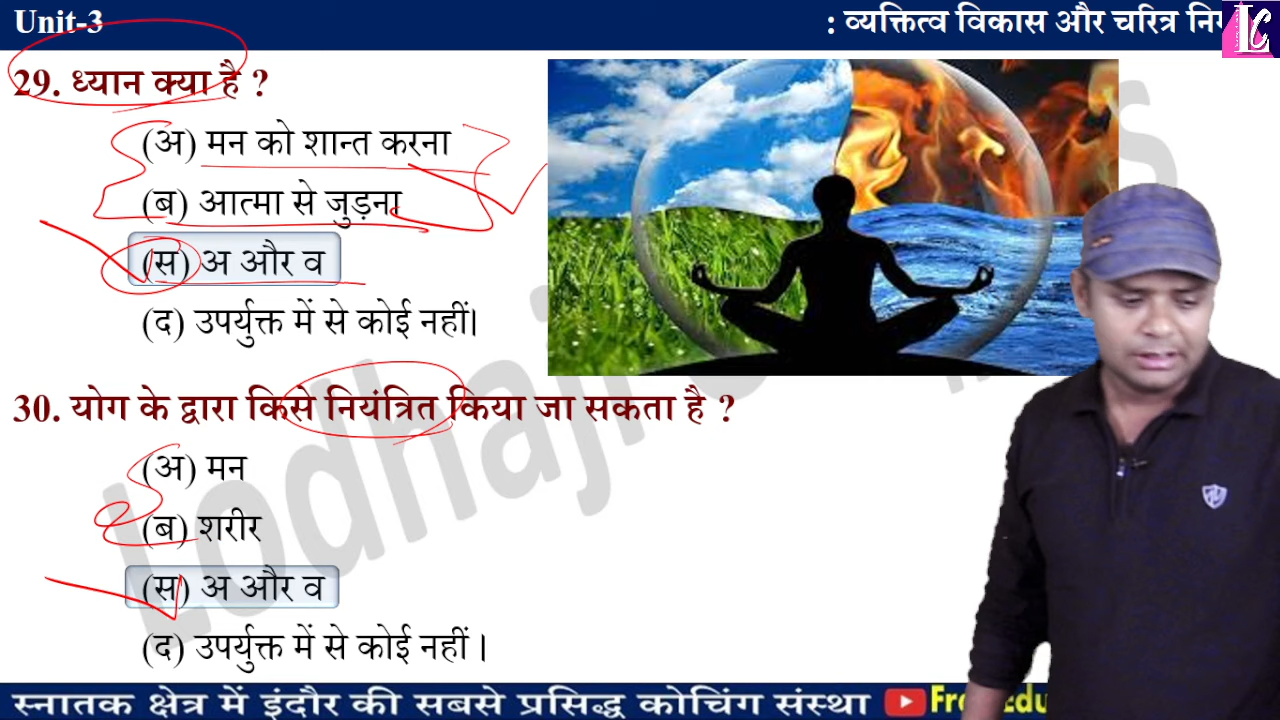 Unit-3
: व्यक्तित्व विकास और चरित्र
LC
29. ध्यान क्या है ?
(अ) मन को शान्त करना
(ब) आत्मा से जुड़ना
(स) अ और व
(द) उपर्युक्त में से कोई नहीं।
30. योग के द्वारा किसे नियंत्रित किया जा सकता है ?
(अ) मन
(ब) शरीर
(स) अ और व
(द) उपर्युक्त में से कोई नहीं ।
स्नातक क्षेत्र में इंदौर की सबसे प्रसिद्ध कोचिंग संस्था